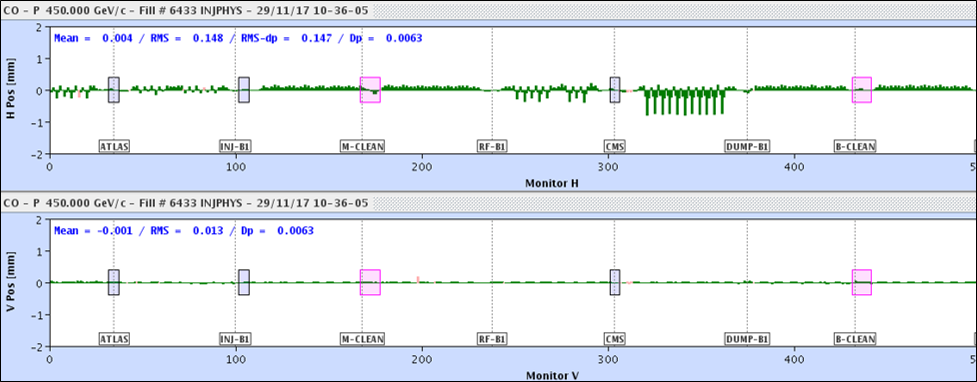 CO - P 450.000 GeV/c - Fill # 6433 INJPHYS - 29/11/17 10-36-05
Mean = 0.004 / RMS = 0.148 / RMS-dp = 0.147 / Dp = 0.0063
H Pos [mm]
2
1
0
-1
-2
ATLAS INJ-B1 M-CLEAN RF-B1 CMS DUMP-B1 B-CLEAN
0 100 200 300 400
Monitor H
CO - P 450.000 GeV/c - Fill # 6433 INJPHYS - 29/11/17 10-36-05
Mean = -0.001 / RMS = 0.013 / Dp = 0.0063
V Pos [mm]
2
1
0
-1
-2
ATLAS INJ-B1 M-CLEAN RF-B1 CMS DUMP-B1 B-CLEAN
0 100 200 300 400
Monitor V